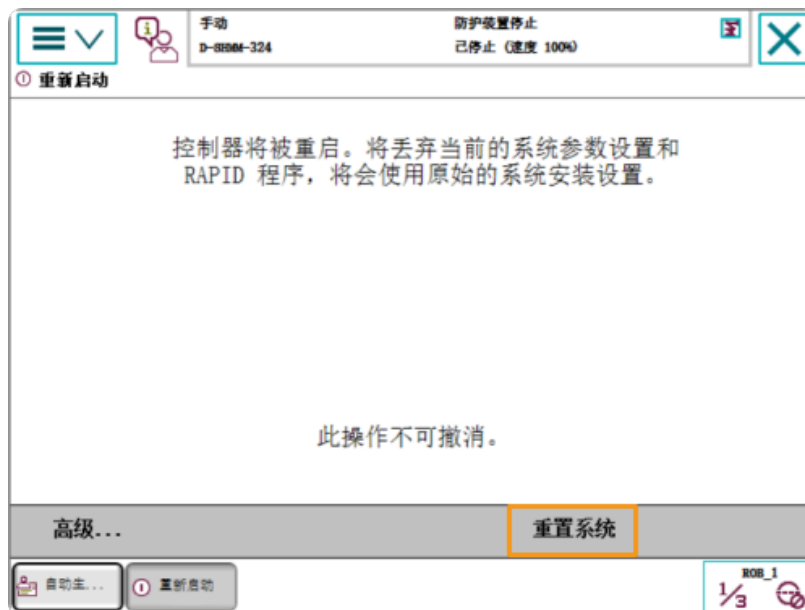 手动
防护装置停止
D-SHMM-324
已停止 (速度 100%)
重新启动
控制器将被重启。将丢弃当前的系统参数设置和
RAPID 程序，将会使用原始的系统安装设置。
此操作不可撤消。
高级...
重置系统
自动生...
重新启动
ROB_1
1/3